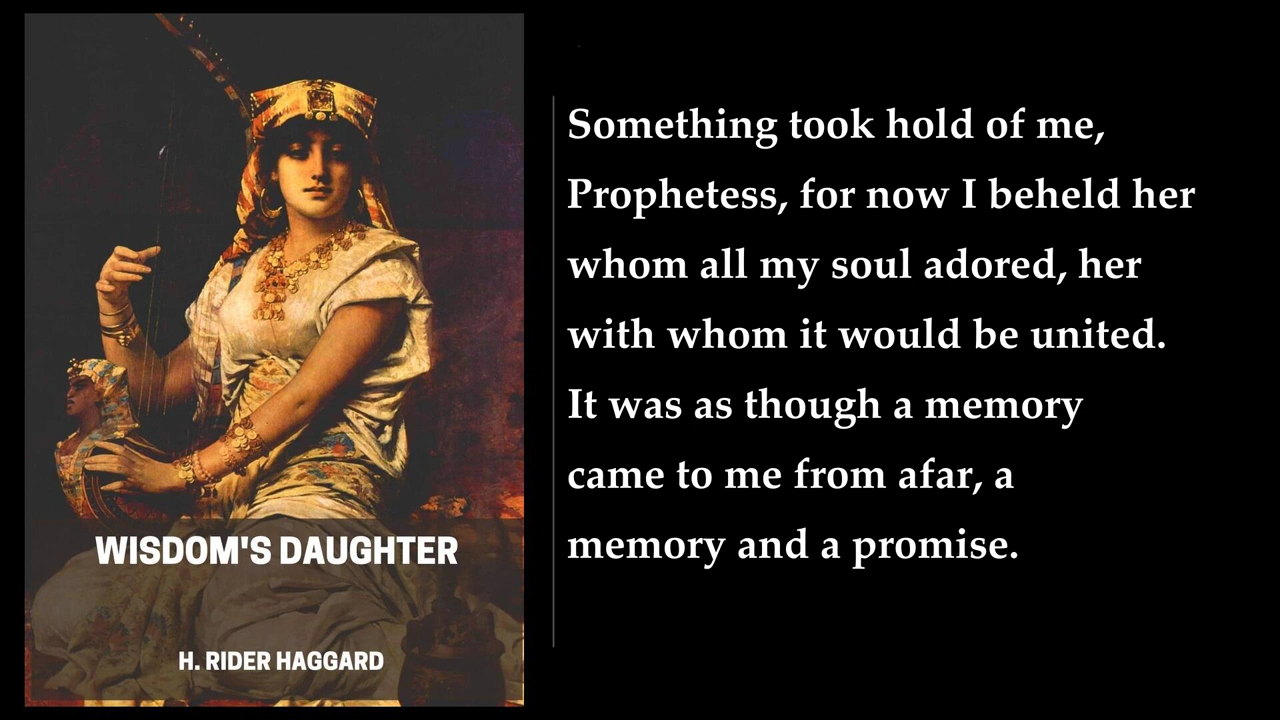 WISDOM'S DAUGHTER
H. RIDER HAGGARD
Something took hold of me,
Prophetess, for now I beheld her
whom all my soul adored, her
with whom it would be united.
It was as though a memory
came to me from afar, a
memory and a promise.